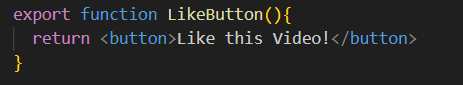 export function LikeButton(){
  return <button>Like this Video!</button>
}